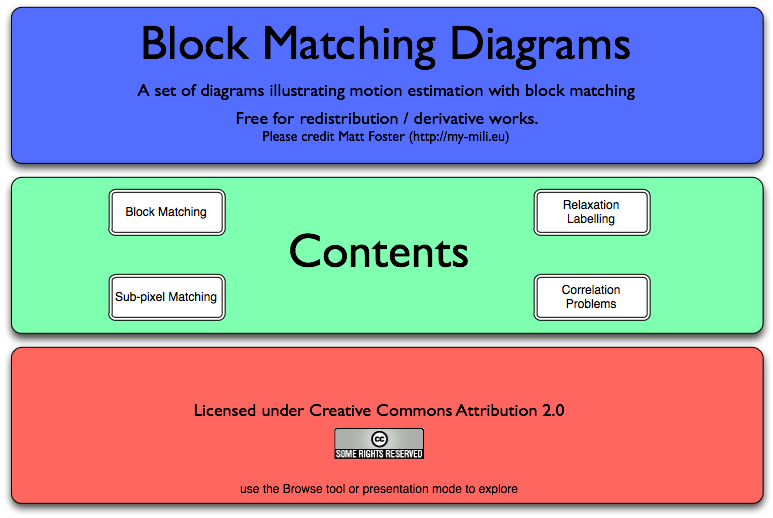 Block Matching Diagrams
A set of diagrams illustrating motion estimation with block matching
Free for redistribution / derivative works.
Please credit Matt Foster (http://my-mili.eu)
Block Matching
Relaxation
Labelling
Contents
Sub-pixel Matching
Correlation
Problems
Licensed under Creative Commons Attribution 2.0
cc
SOME RIGHTS RESERVED
use the Browse tool or presentation mode to explore